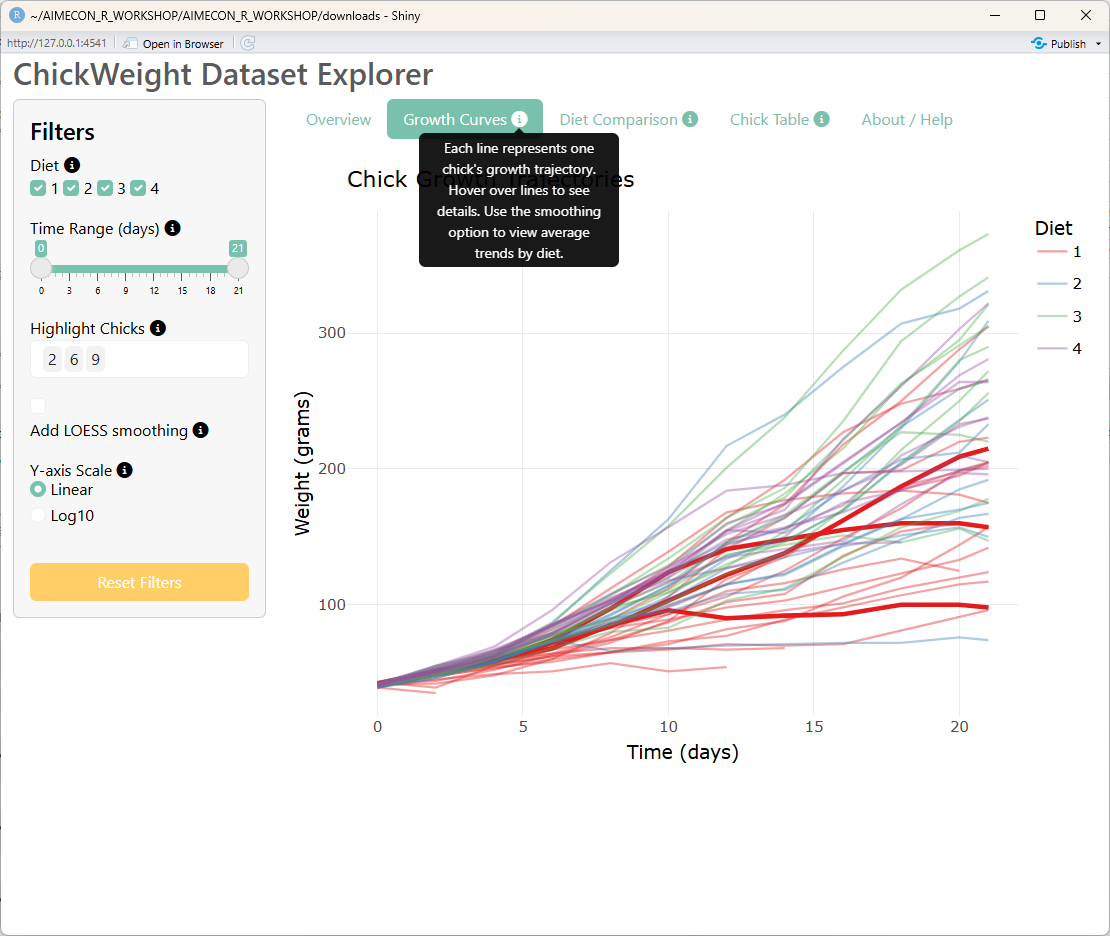 R ~/AIMECON_R_WORKSHOP/AIMECON_R_WORKSHOP/downloads - Shiny
http://127.0.0.1:4541 Open in Browser Publish
ChickWeight Dataset Explorer
Filters
Diet i
1 2 3 4
Time Range (days) i
0 21
0 3 6 9 12 15 18 21
Highlight Chicks i
2 6 9
Add LOESS smoothing i
Y-axis Scale i
Linear
Log10
Reset Filters
Overview Growth Curves i Diet Comparison i Chick Table i About / Help
Each line represents one
chick's growth trajectory.
Hover over lines to see
details. Use the smoothing
option to view average
trends by diet.
Chick Growth Trajectories
Weight (grams)
300
200
100
0 5 10 15 20
Time (days)
Diet
1
2
3
4